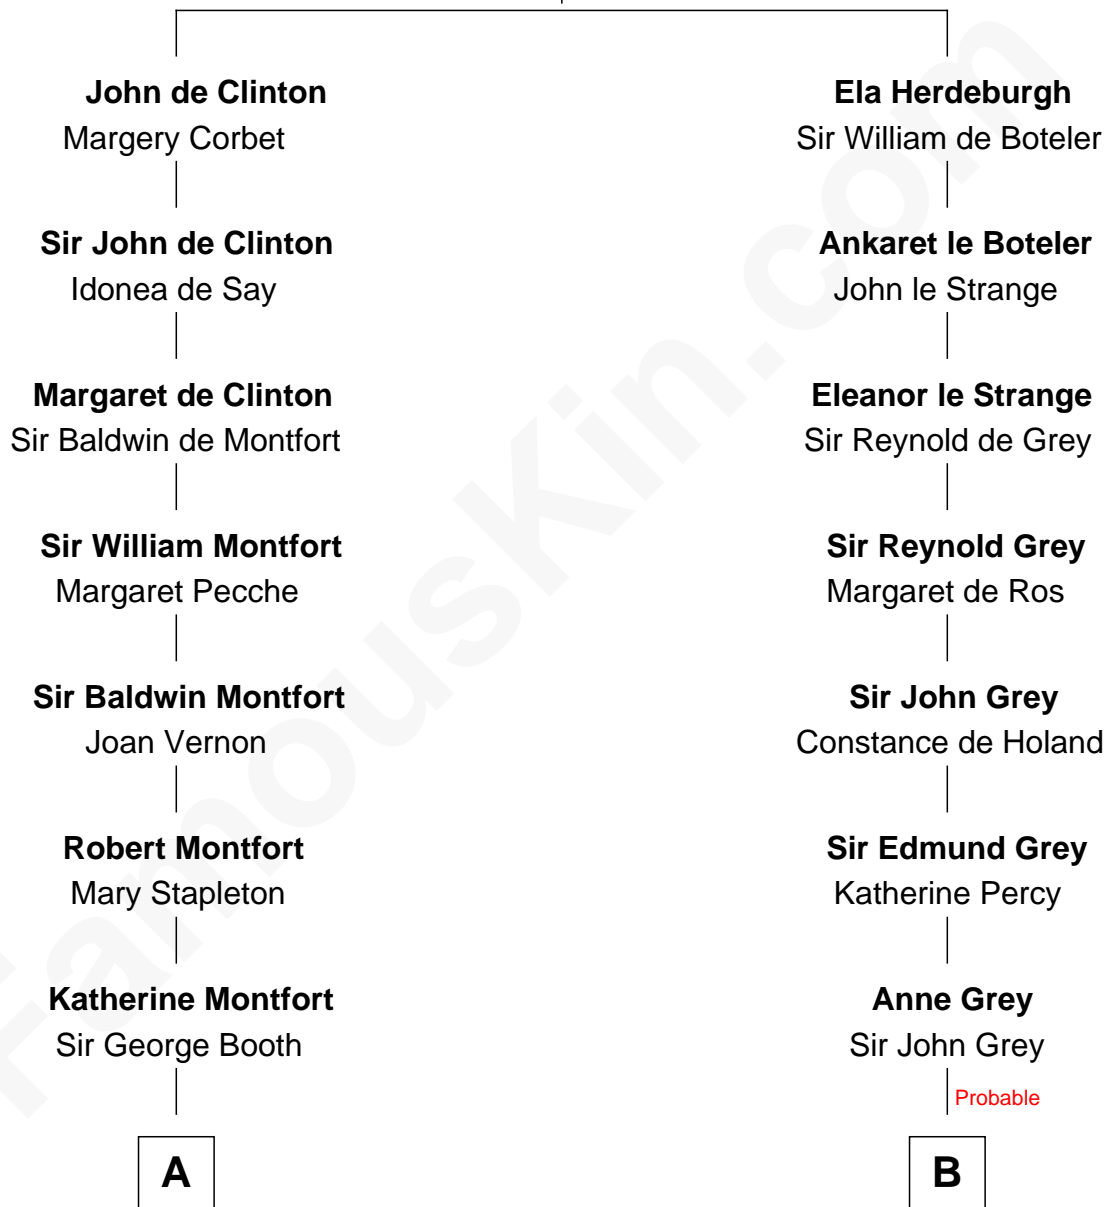 John de Clinton
Margery Corbet
Sir John de Clinton
Idonea de Say
Margaret de Clinton
Sir Baldwin de Montfort
Sir William Montfort
Margaret Pecche
Sir Baldwin Montfort
Joan Vernon
Robert Montfort
Mary Stapleton
Katherine Montfort
Sir George Booth
A
Ela Herdeburgh
Sir William de Boteler
Ankaret le Boteler
John le Strange
Eleanor le Strange
Sir Reynold de Grey
Sir Reynold Grey
Margaret de Ros
Sir John Grey
Constance de Holand
Sir Edmund Grey
Katherine Percy
Anne Grey
Sir John Grey
Probable
B
FamousKin.com